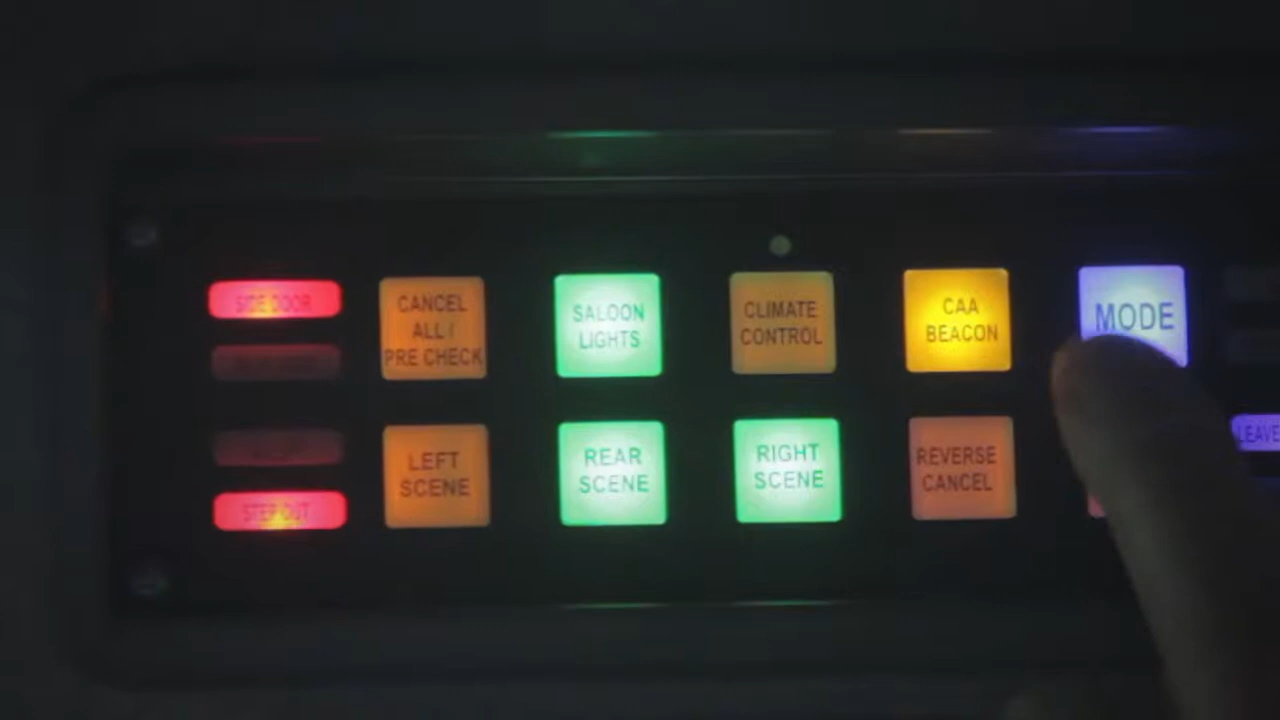 SIDE DOOR
CANCEL
ALL /
PRE CHECK
SALOON
LIGHTS
CLIMATE
CONTROL
CAA
BEACON
MODE
STEP OUT
LEFT
SCENE
REAR
SCENE
RIGHT
SCENE
REVERSE
CANCEL
LEAVE